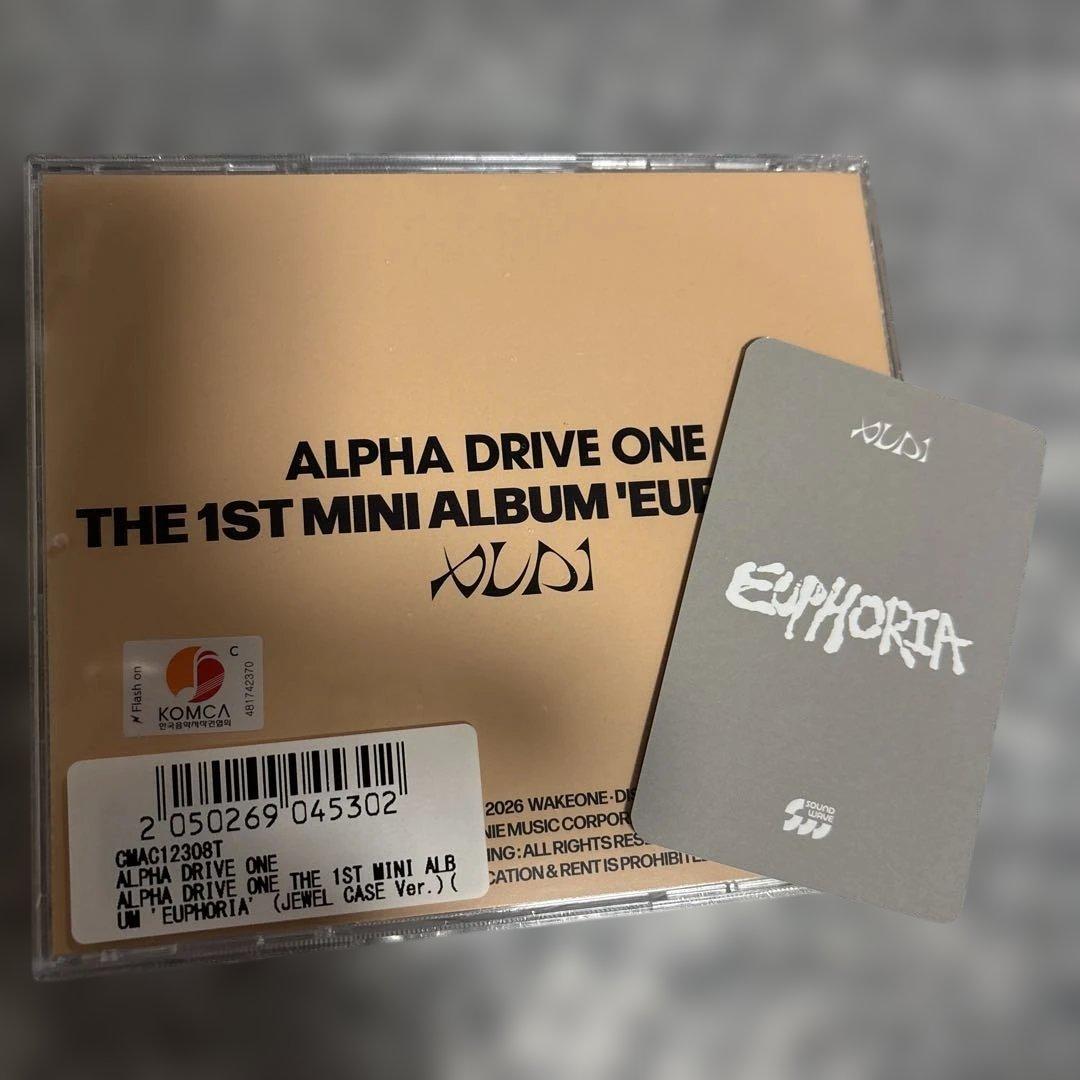 ALPHA DRIVE ONE
THE 1ST MINI ALBUM 'EUP
ALD1
Flash on
C
KOMCA
한국음악저작권협회
481742370
2 050269 045302
CMAC12308T
ALPHA DRIVE ONE
ALPHA DRIVE ONE THE 1ST MINI ALB
UM 'EUPHORIA' (JEWEL CASE Ver.)(
2026 WAKEONE·DIS
NIE MUSIC CORPOR
ING: ALL RIGHTS RES
CATION & RENT IS PROHIBITE
ALD1
EUPHORIA
SOUND
WAVE